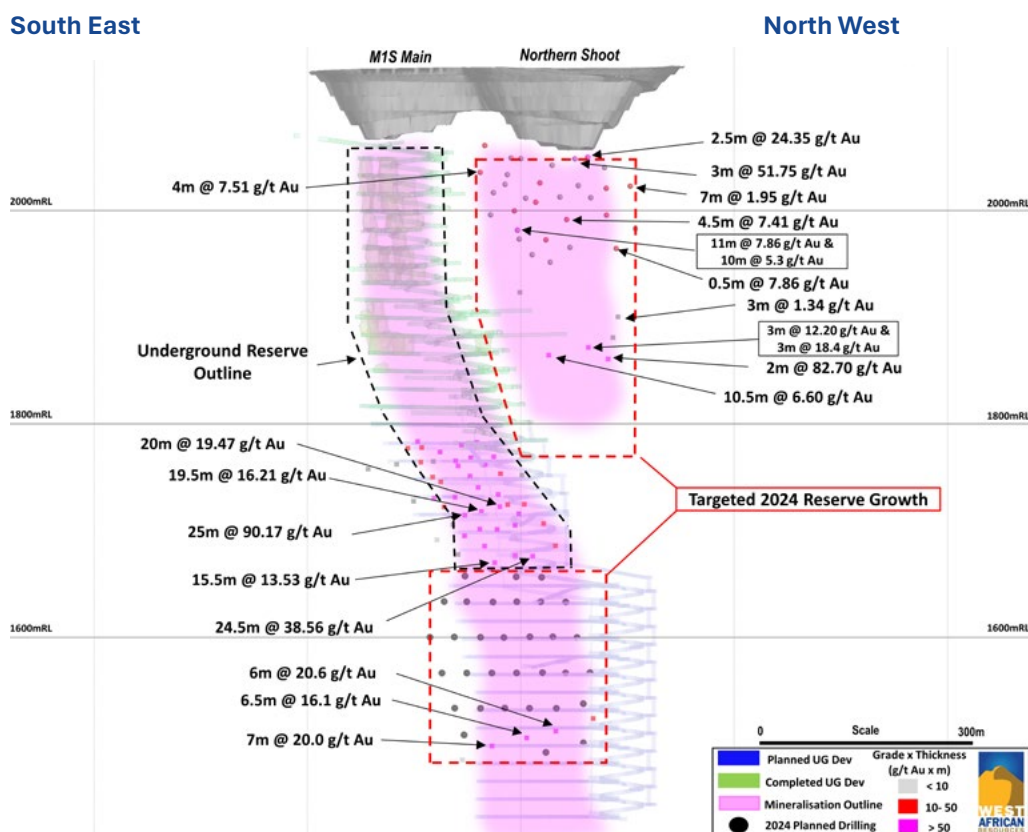 South East
North West
M1S Main
Northern Shoot
2.5m @ 24.35 g/t Au
3m @ 51.75 g/t Au
4m @ 7.51 g/t Au
7m @ 1.95 g/t Au
2000mRL
2000mRL
4.5m @ 7.41 g/t Au
11m @ 7.86 g/t Au &
10m @ 5.3 g/t Au
0.5m @ 7.86 g/t Au
3m @ 1.34 g/t Au
3m @ 12.20 g/t Au &
3m @ 18.4 g/t Au
Underground Reserve
Outline
2m @ 82.70 g/t Au
10.5m @ 6.60 g/t Au
1800mRL
1800mRL
20m @ 19.47 g/t Au
19.5m @ 16.21 g/t Au
Targeted 2024 Reserve Growth
25m @ 90.17 g/t Au
15.5m @ 13.53 g/t Au
24.5m @ 38.56 g/t Au
1600mRL
1600mRL
6m @ 20.6 g/t Au
6.5m @ 16.1 g/t Au
7m @ 20.0 g/t Au
0 Scale 300m
Planned UG Dev
Completed UG Dev
Mineralisation Outline
2024 Planned Drilling
Grade x Thickness
(g/t Au x m)
< 10
10- 50
> 50
WEST
AFRICAN
RESOURCES